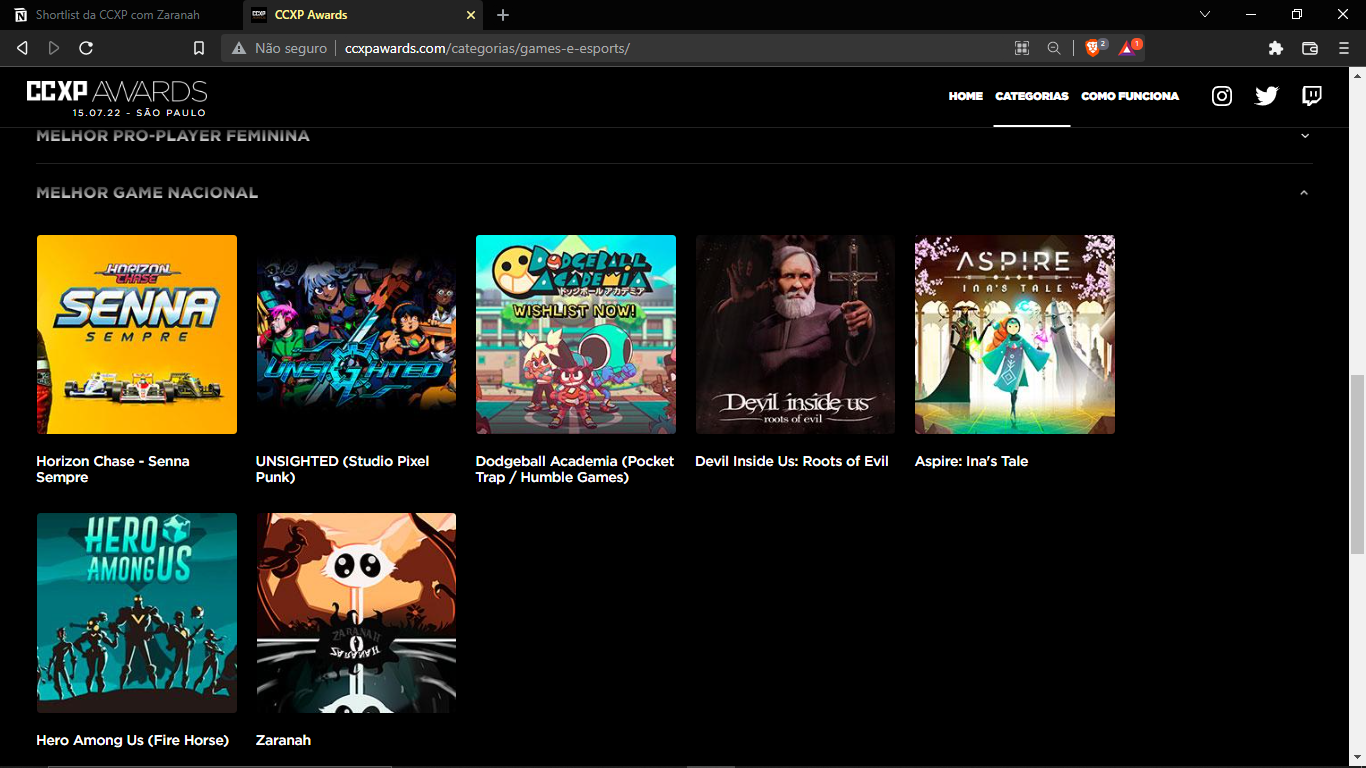 Shortlist da CCXP com Zaranah
CCXP Awards
Não seguro
ccxpawards.com/categorias/games-e-esports/
2
1
CCXP AWARDS
15.07.22 - SÃO PAULO
HOME
CATEGORIAS
COMO FUNCIONA
MELHOR PRO-PLAYER FEMININA
MELHOR GAME NACIONAL
HORIZON
CHASE
SENNA
SEMPRE
UNSIGHTED
DODGEBALL
ACADEMIA
ドッジボール アカデミア
WISHLIST NOW!
Devil inside us
roots of evil
ASPIRE
INA'S TALE
Horizon Chase - Senna
Sempre
UNSIGHTED (Studio Pixel
Punk)
Dodgeball Academia (Pocket
Trap / Humble Games)
Devil Inside Us: Roots of Evil
Aspire: Ina's Tale
HERO
AMONG US
ZARANAH
ZARANAH
Hero Among Us (Fire Horse)
Zaranah